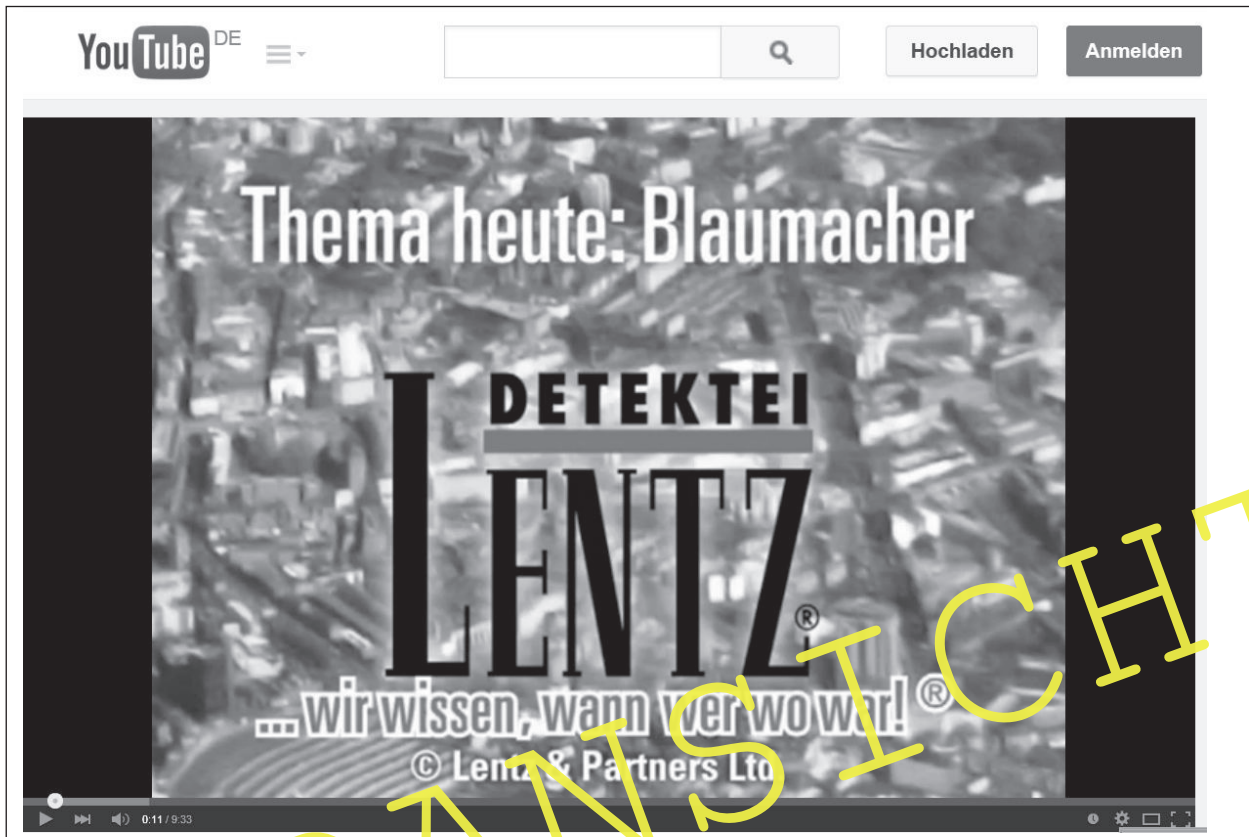 YouTube DE
Hochladen
Anmelden
Thema heute: Blaumacher
DETEKTEI
LENTZ®
... wir wissen, wann wer wo war! ®
© Lentz & Partners Ltd
0:11 / 9:33
ANSICHT